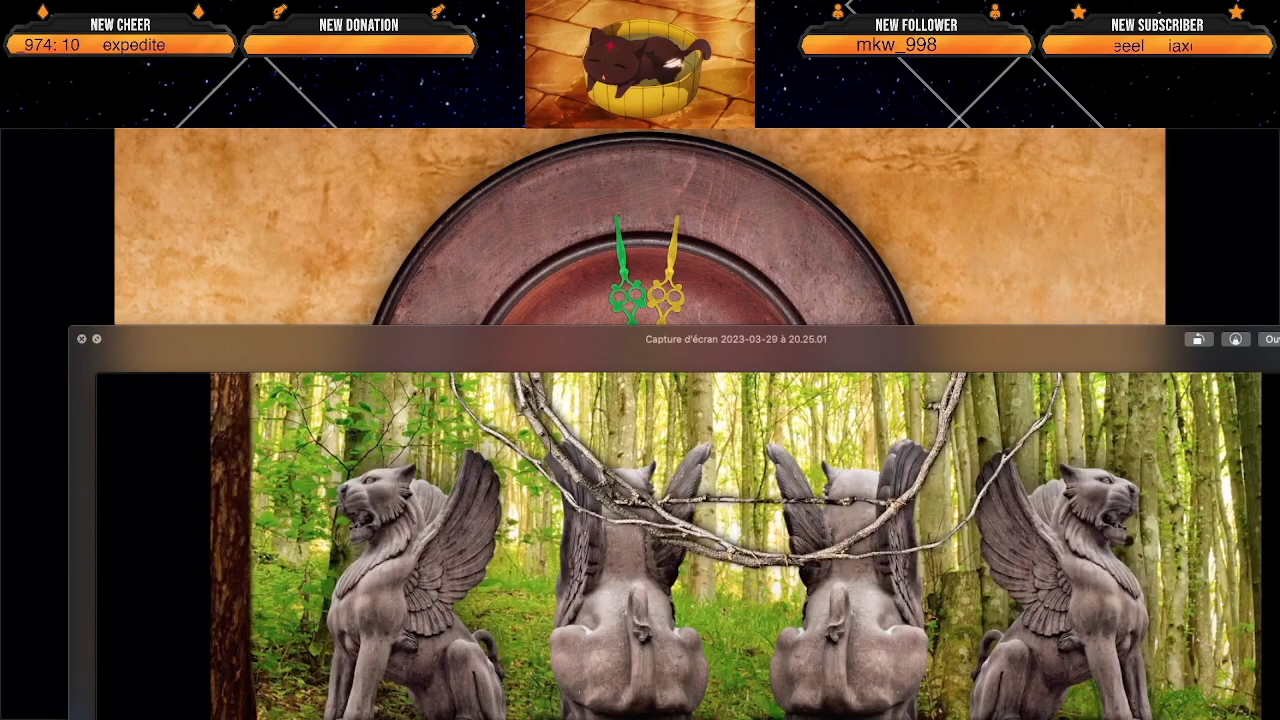 NEW CHEER
974: 10 expedite
NEW DONATION
NEW FOLLOWER
mkw_998
NEW SUBSCRIBER
Capture d'écran 2023-03-29 à 20.25.01